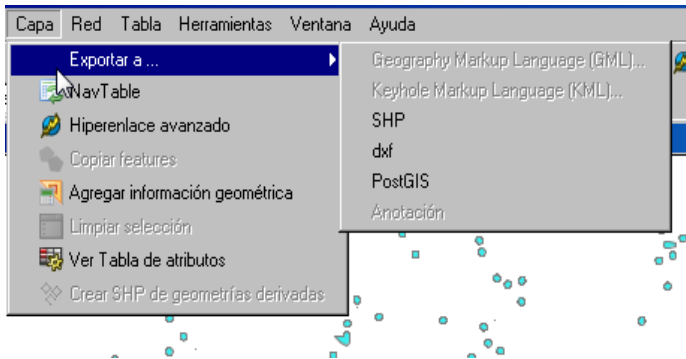 Capa Red Tabla Herramientas Ventana Ayuda
Exportar a ...
NavTable
Hiperenlace avanzado
Copiar features
Agregar información geométrica
Limpiar selección
Ver Tabla de atributos
Crear SHP de geometrías derivadas
Geography Markup Language (GML)...
Keyhole Markup Language (KML)...
SHP
dxf
PostGIS
Anotación